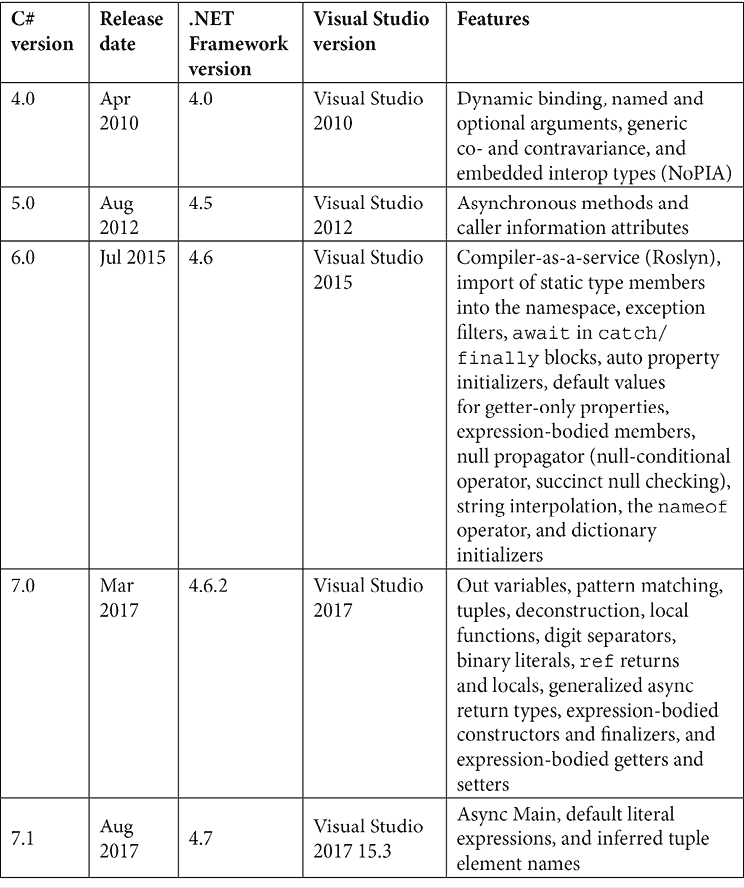 C#
version
Release
date
.NET
Framework
version
Visual Studio
version
Features
4.0
Apr
2010
4.0
Visual Studio
2010
Dynamic binding, named and
optional arguments, generic
co- and contravariance, and
embedded interop types (NoPIA)
5.0
Aug
2012
4.5
Visual Studio
2012
Asynchronous methods and
caller information attributes
6.0
Jul 2015
4.6
Visual Studio
2015
Compiler-as-a-service (Roslyn),
import of static type members
into the namespace, exception
filters, await in catch/
finally blocks, auto property
initializers, default values
for getter-only properties,
expression-bodied members,
null propagator (null-conditional
operator, succinct null checking),
string interpolation, the nameof
operator, and dictionary
initializers
7.0
Mar
2017
4.6.2
Visual Studio
2017
Out variables, pattern matching,
tuples, deconstruction, local
functions, digit separators,
binary literals, ref returns
and locals, generalized async
return types, expression-bodied
constructors and finalizers, and
expression-bodied getters and
setters
7.1
Aug
2017
4.7
Visual Studio
2017 15.3
Async Main, default literal
expressions, and inferred tuple
element names